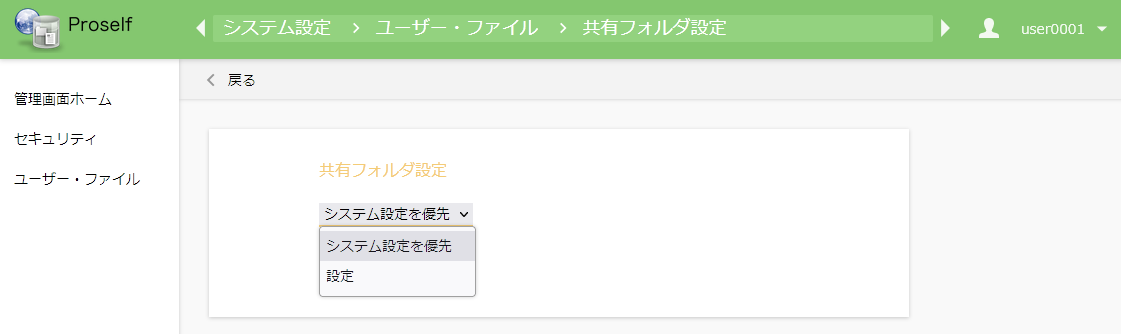 Proself
システム設定 > ユーザー・ファイル > 共有フォルダ設定
user0001
戻る
管理画面ホーム
セキュリティ
ユーザー・ファイル
共有フォルダ設定
システム設定を優先
システム設定を優先
設定